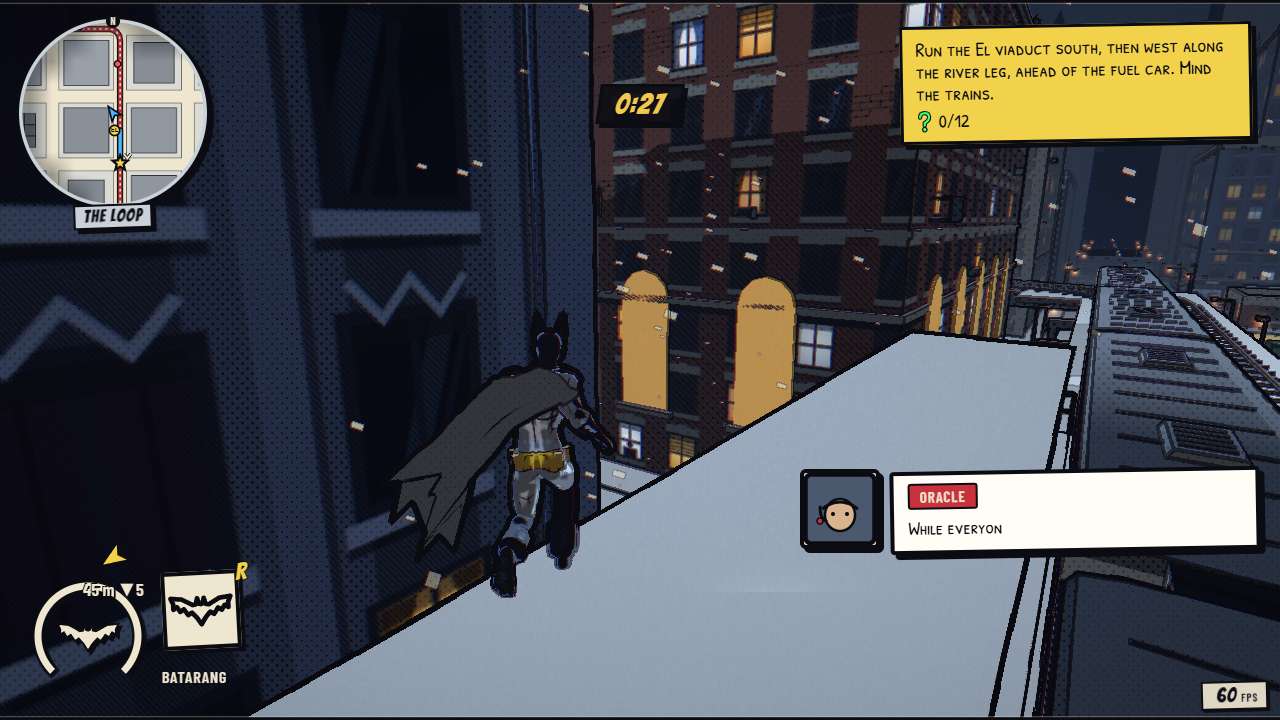 N
THE LOOP
0:27
RUN THE EL VIADUCT SOUTH, THEN WEST ALONG
THE RIVER LEG, AHEAD OF THE FUEL CAR. MIND
THE TRAINS.
? 0/12
ORACLE
WHILE EVERYON
45m ▼5
R
BATARANG
60 FPS